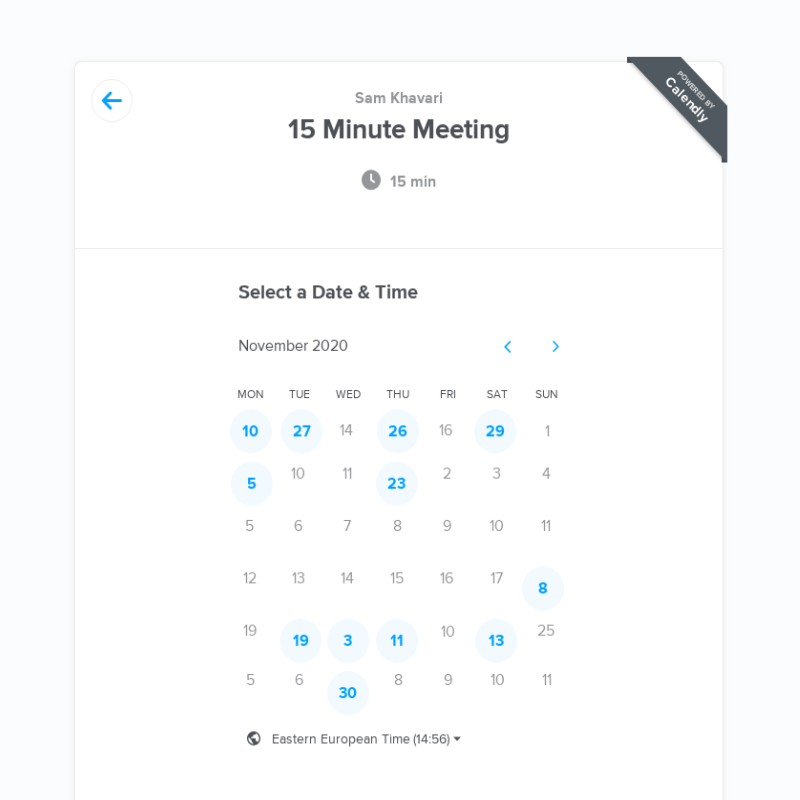 POWERED BY
Calendly
Sam Khavari
15 Minute Meeting
15 min
Select a Date & Time
November 2020
MON TUE WED THU FRI SAT SUN
10 27 14 26 16 29 1
5 10 11 23 2 3 4
5 6 7 8 9 10 11
12 13 14 15 16 17 8
19 19 3 11 10 13 25
5 6 30 8 9 10 11
Eastern European Time (14:56)